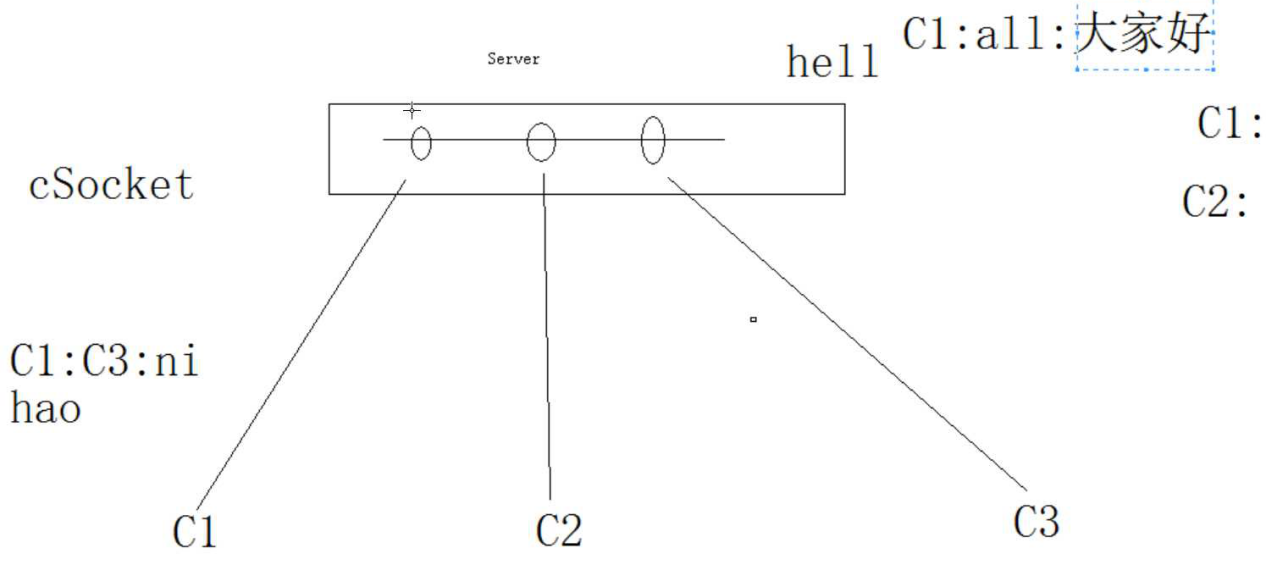 Server
hell
C1:all:大家好
C1:
cSocket
C2:
C1:C3:ni
hao
C1
C2
C3